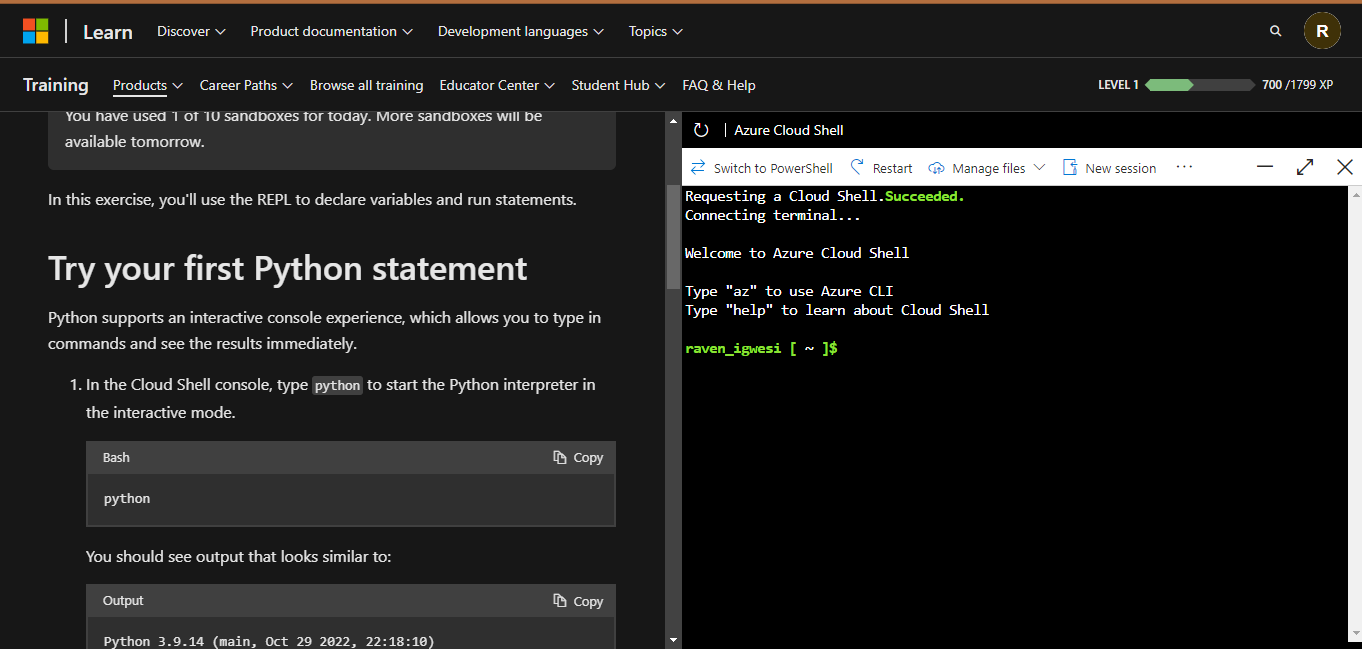 Learn Discover Product documentation Development languages Topics R
Training Products Career Paths Browse all training Educator Center Student Hub FAQ & Help LEVEL 1 700 /1799 XP
You have used 1 of 10 sandboxes for today. More sandboxes will be
available tomorrow.
In this exercise, you'll use the REPL to declare variables and run statements.
Try your first Python statement
Python supports an interactive console experience, which allows you to type in
commands and see the results immediately.
1. In the Cloud Shell console, type python to start the Python interpreter in
the interactive mode.
Bash Copy
python
You should see output that looks similar to:
Output Copy
Python 3.9.14 (main, Oct 29 2022, 22:18:10)
Azure Cloud Shell
Switch to PowerShell Restart Manage files New session ...
Requesting a Cloud Shell.Succeeded.
Connecting terminal...
Welcome to Azure Cloud Shell
Type "az" to use Azure CLI
Type "help" to learn about Cloud Shell
raven_igwesi [ ~ ]$